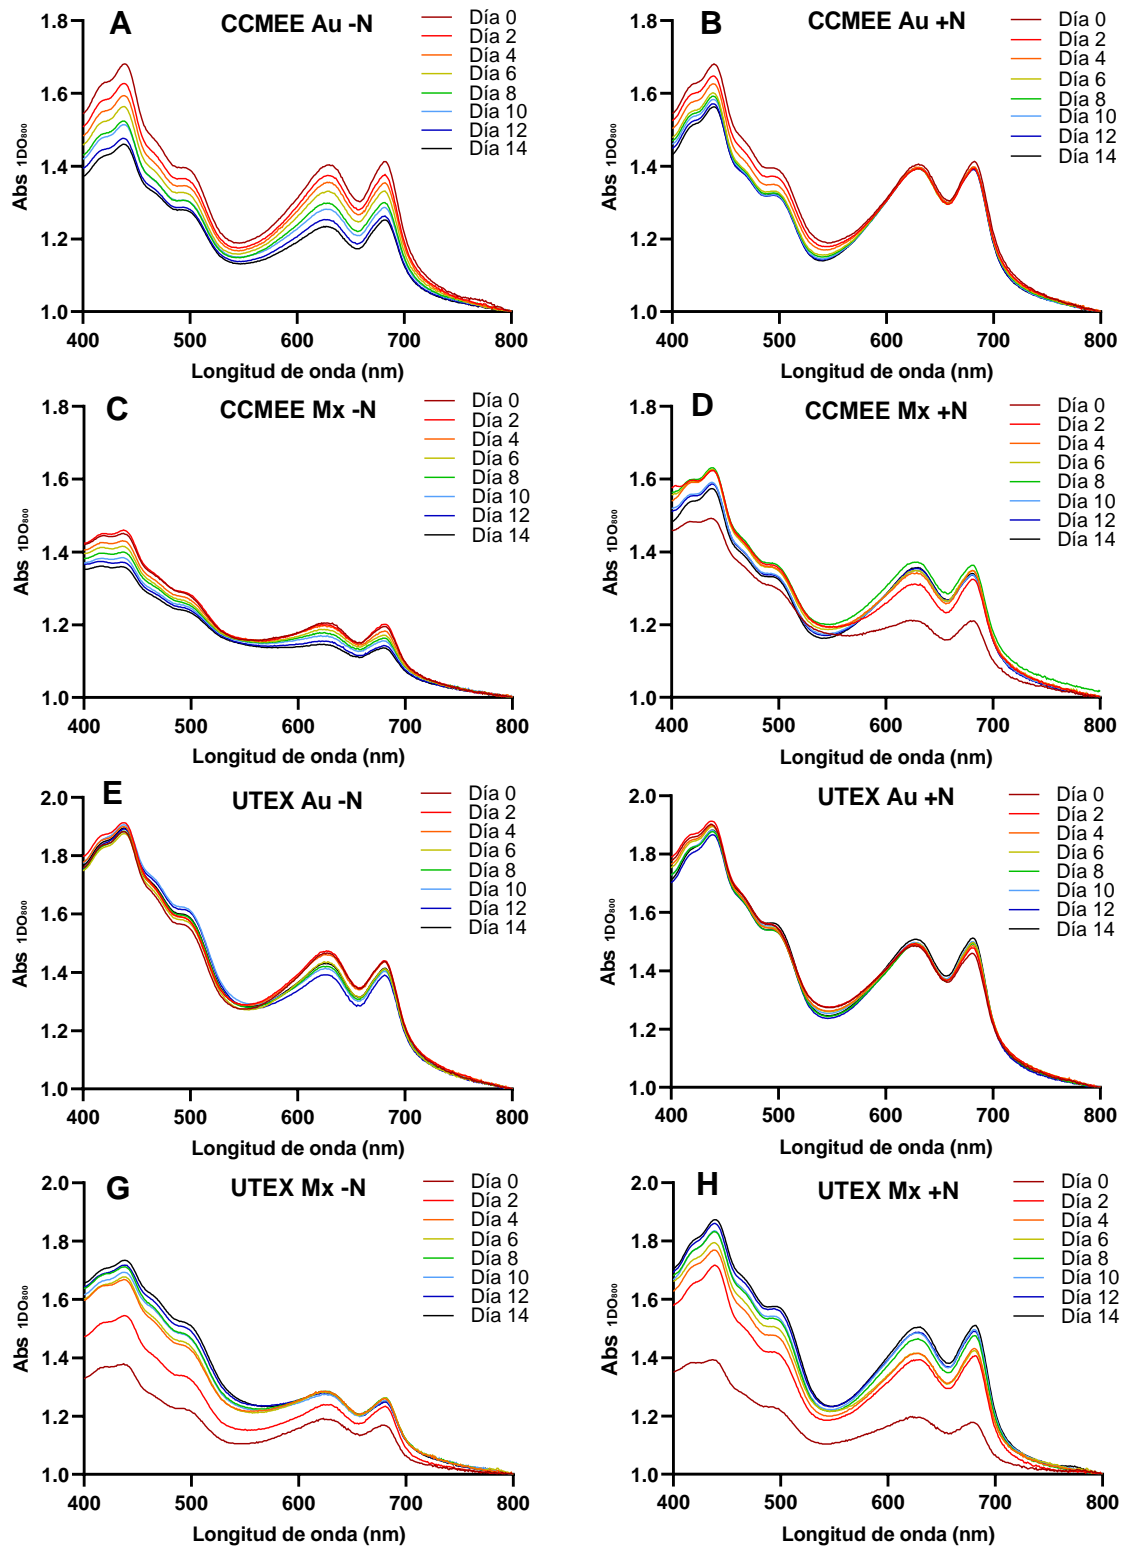 A
CCMEE Au -N
Día 0
Día 2
Día 4
Día 6
Día 8
Día 10
Día 12
Día 14
1.8
1.6
1.4
1.2
1.0
Abs 1DO800
400 500 600 700 800
Longitud de onda (nm)
B
CCMEE Au +N
Día 0
Día 2
Día 4
Día 6
Día 8
Día 10
Día 12
Día 14
1.8
1.6
1.4
1.2
1.0
Abs 1DO800
400 500 600 700 800
Longitud de onda (nm)
C
CCMEE Mx -N
Día 0
Día 2
Día 4
Día 6
Día 8
Día 10
Día 12
Día 14
1.8
1.6
1.4
1.2
1.0
Abs 1DO800
400 500 600 700 800
Longitud de onda (nm)
D
CCMEE Mx +N
Día 0
Día 2
Día 4
Día 6
Día 8
Día 10
Día 12
Día 14
1.8
1.6
1.4
1.2
1.0
Abs 1DO800
400 500 600 700 800
Longitud de onda (nm)
E
UTEX Au -N
Día 0
Día 2
Día 4
Día 6
Día 8
Día 10
Día 12
Día 14
2.0
1.8
1.6
1.4
1.2
1.0
Abs 1DO800
400 500 600 700 800
Longitud de onda (nm)
UTEX Au +N
Día 0
Día 2
Día 4
Día 6
Día 8
Día 10
Día 12
Día 14
2.0
1.8
1.6
1.4
1.2
1.0
Abs 1DO800
400 500 600 700 800
Longitud de onda (nm)
G
UTEX Mx -N
Día 0
Día 2
Día 4
Día 6
Día 8
Día 10
Día 12
Día 14
2.0
1.8
1.6
1.4
1.2
1.0
Abs 1DO800
400 500 600 700 800
Longitud de onda (nm)
H
UTEX Mx +N
Día 0
Día 2
Día 4
Día 6
Día 8
Día 10
Día 12
Día 14
2.0
1.8
1.6
1.4
1.2
1.0
Abs 1DO800
400 500 600 700 800
Longitud de onda (nm)